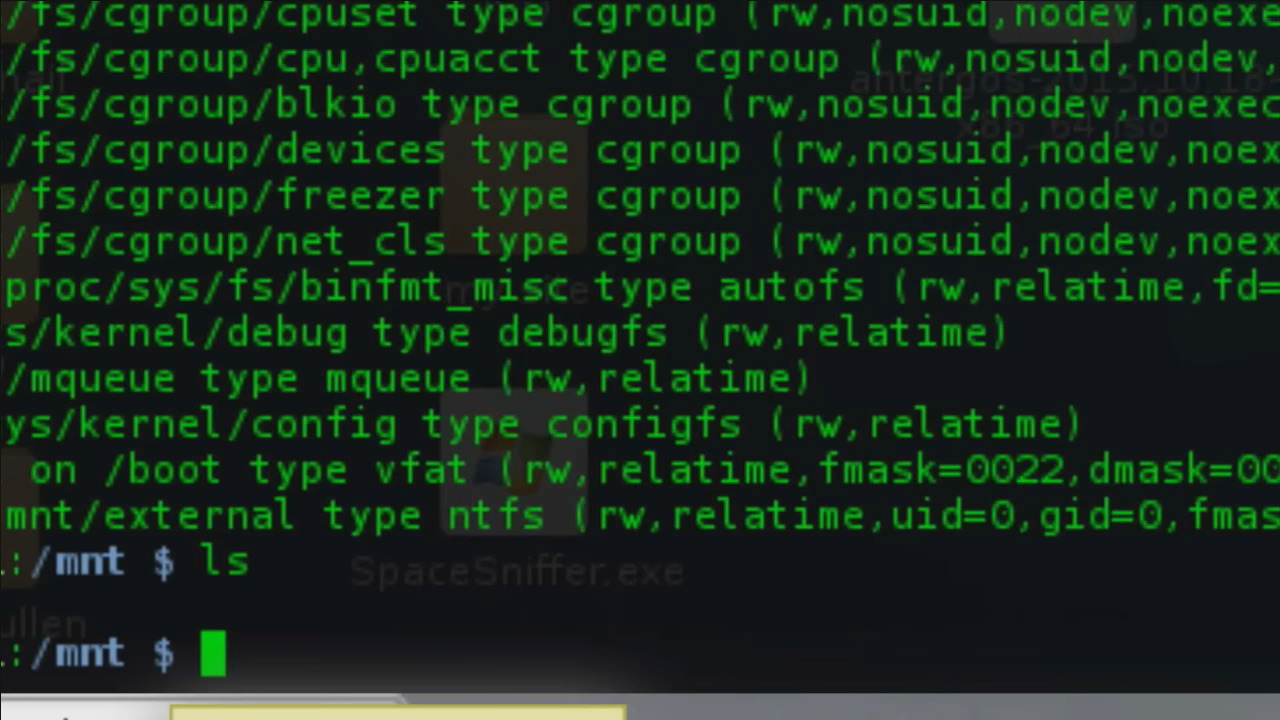 /fs/cgroup/cpuset type cgroup (rw,nosuid,nodev,noexe
/fs/cgroup/cpu,cpuacct type cgroup (rw,nosuid,nodev,
/fs/cgroup/blkio type cgroup (rw,nosuid,nodev,noexec
/fs/cgroup/devices type cgroup (rw,nosuid,nodev,noex
/fs/cgroup/freezer type cgroup (rw,nosuid,nodev,noex
/fs/cgroup/net_cls type cgroup (rw,nosuid,nodev,noex
proc/sys/fs/binfmt_misc type autofs (rw,relatime,fd=
s/kernel/debug type debugfs (rw,relatime)
/mqueue type mqueue (rw,relatime)
ys/kernel/config type configfs (rw,relatime)
on /boot type vfat (rw,relatime,fmask=0022,dmask=00
mnt/external type ntfs (rw,relatime,uid=0,gid=0,fmas
:/mnt $ ls
SpaceSniffer.exe
:/mnt $